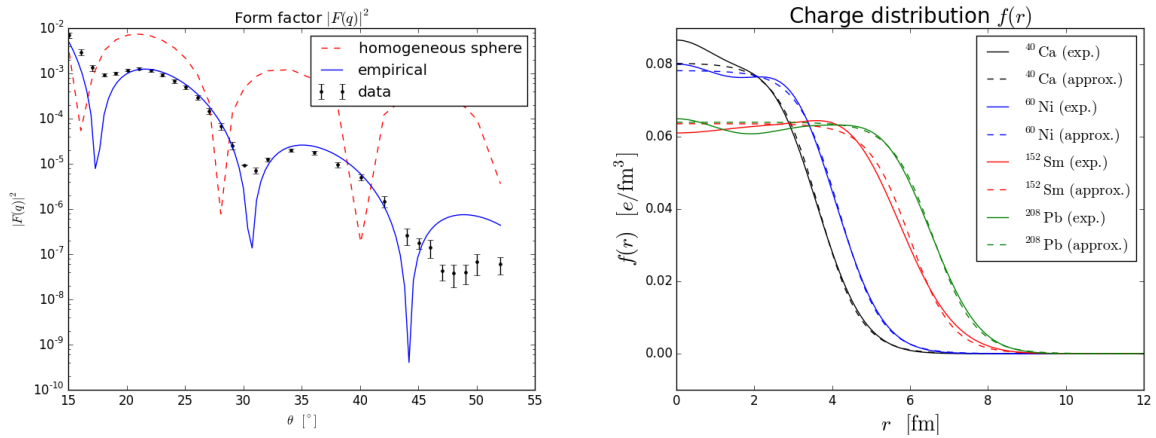 Form factor |F(q)|²
10⁻²
10⁻³
10⁻⁴
10⁻⁵
10⁻⁶
10⁻⁷
10⁻⁸
10⁻⁹
10⁻¹⁰
|F(q)|²
homogeneous sphere
empirical
data
15 20 25 30 35 40 45 50 55
θ [°]
Charge distribution f(r)
0.08
0.06
0.04
0.02
0.00
f(r) [e/fm³]
⁴⁰Ca (exp.)
⁴⁰Ca (approx.)
⁶⁰Ni (exp.)
⁶⁰Ni (approx.)
¹⁵²Sm (exp.)
¹⁵²Sm (approx.)
²⁰⁸Pb (exp.)
²⁰⁸Pb (approx.)
0 2 4 6 8 10 12
r [fm]